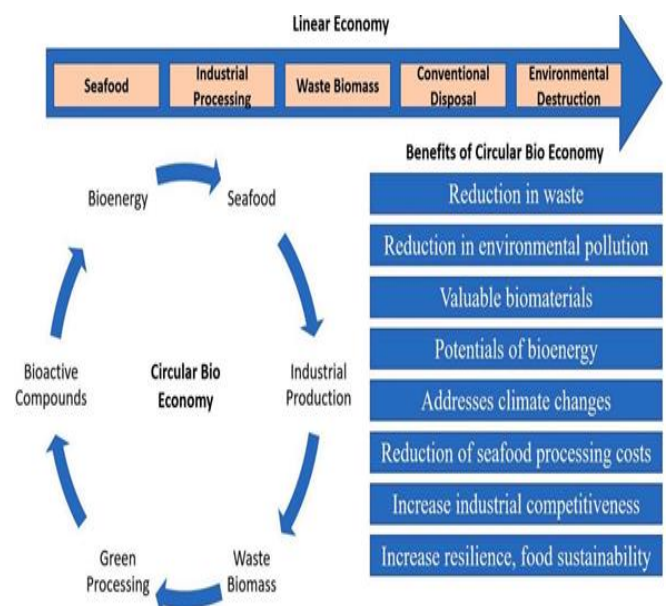 Linear Economy
Seafood
Industrial
Processing
Waste Biomass
Conventional
Disposal
Environmental
Destruction
Benefits of Circular Bio Economy
Reduction in waste
Reduction in environmental pollution
Valuable biomaterials
Potentials of bioenergy
Addresses climate changes
Reduction of seafood processing costs
Increase industrial competitiveness
Increase resilience, food sustainability
Bioenergy
Seafood
Industrial
Production
Waste
Biomass
Green
Processing
Bioactive
Compounds
Circular Bio
Economy